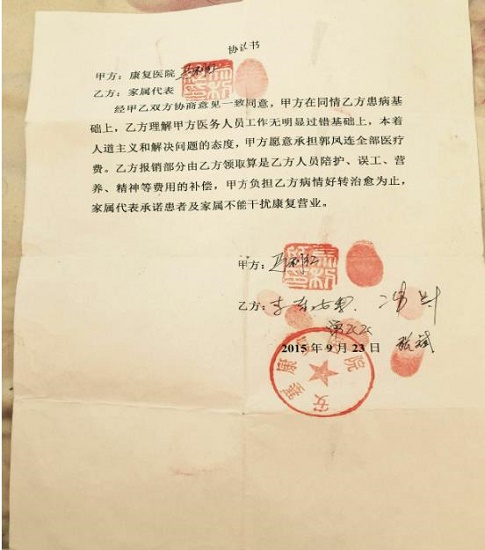 协议书
甲方：康复医院
乙方：家属代表
经甲乙双方协商意见一致同意，甲方在同情乙方患病基
础上，乙方理解甲方医务人员工作无明显过错基础上，本着
人道主义和解决问题的态度，甲方愿意承担郭凤连全部医疗
费。乙方报销部分由乙方领取算是乙方人员陪护、误工、营
养、精神等费用的补偿，甲方负担乙方病情好转治愈为止，
家属代表承诺患者及家属不能干扰康复营业。
甲方：
乙方：
2015年9月23日